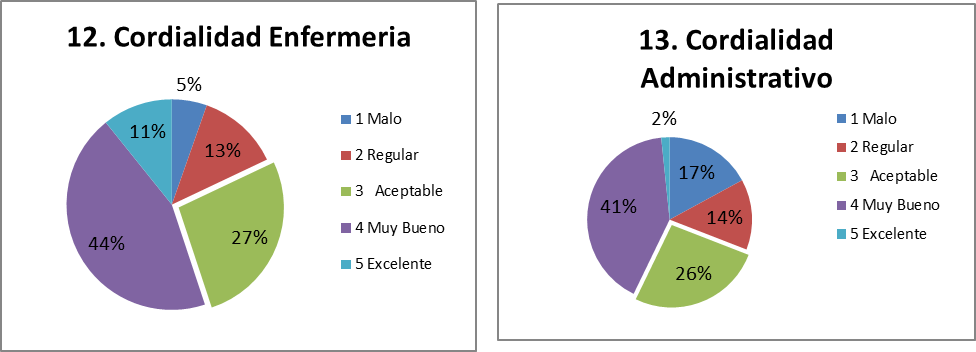 12. Cordialidad Enfermeria
5%
11%
13%
44%
27%
1 Malo
2 Regular
3 Aceptable
4 Muy Bueno
5 Excelente
13. Cordialidad
Administrativo
2%
17%
41%
14%
26%
1 Malo
2 Regular
3 Aceptable
4 Muy Bueno
5 Excelente